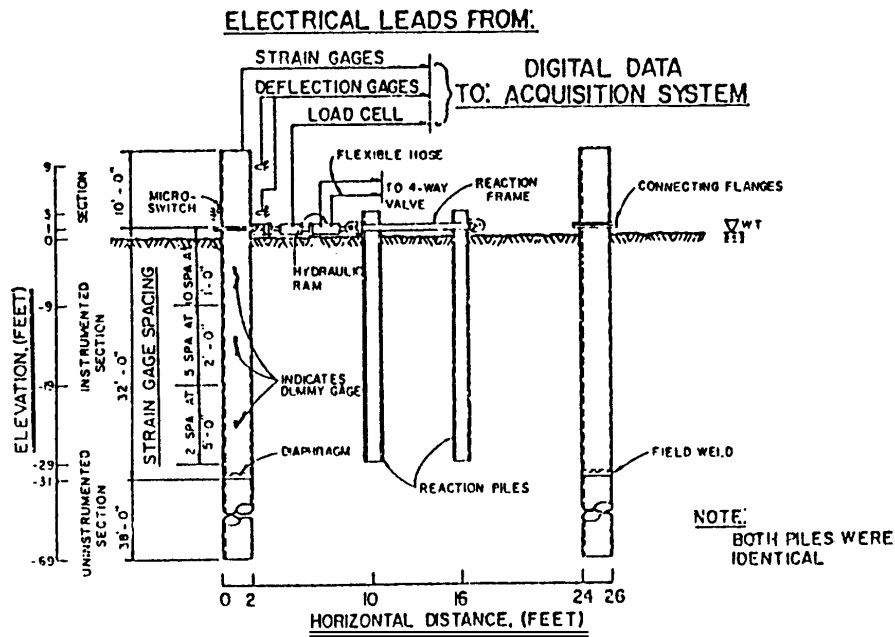 ELECTRICAL LEADS FROM:
STRAIN GAGES
DEFLECTION GAGES
LOAD CELL
DIGITAL DATA
TO: ACQUISITION SYSTEM
FLEXIBLE HOSE
TO 4-WAY
VALVE
REACTION
FRAME
CONNECTING FLANGES
MICRO-
SWITCH
WT
HYDRAULIC
RAM
9
3
1
0
-9
-19
-29
-31
-69
ELEVATION, (FEET)
SECTION
10'-0"
INSTRUMENTED
SECTION
32'-0"
UNINSTRUMENTED
SECTION
38'-0"
STRAIN GAGE SPACING
10 SPA AT
1'-0"
5 SPA AT
2'-0"
2 SPA AT
5'-0"
INDICATES
DUMMY GAGE
DIAPHRAGM
REACTION PILES
FIELD WELD
NOTE:
BOTH PILES WERE
IDENTICAL
0 2 10 16 24 26
HORIZONTAL DISTANCE, (FEET)